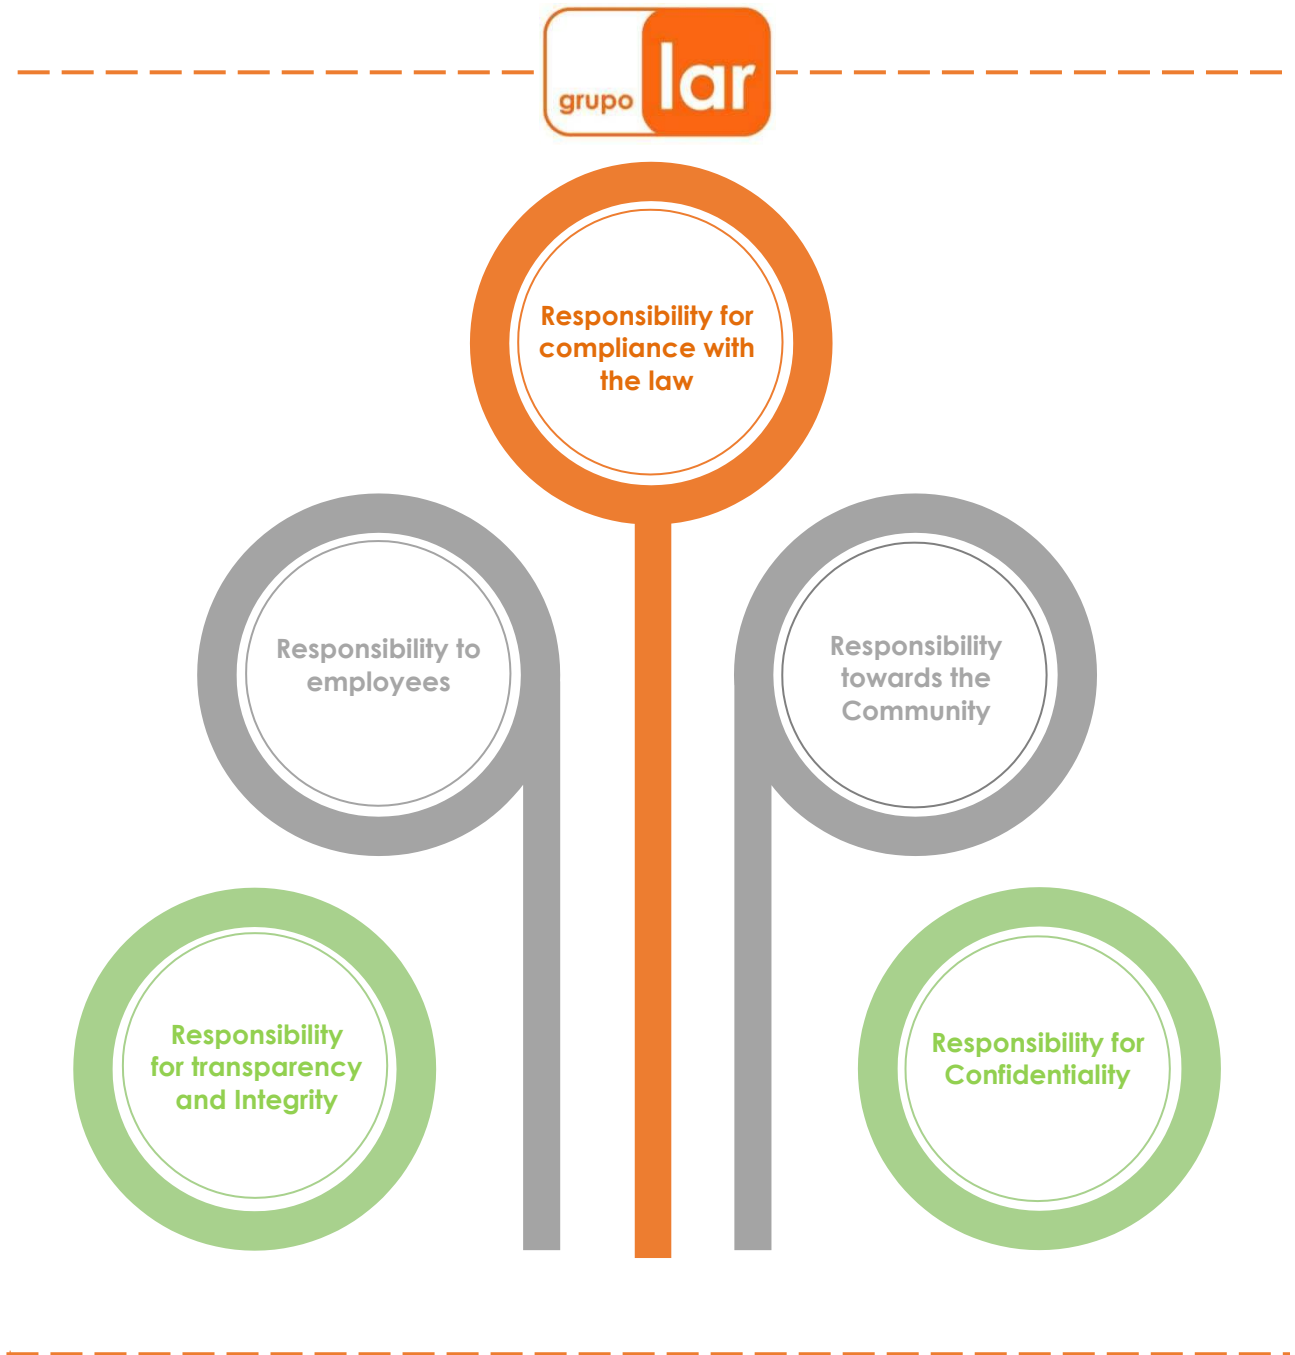 grupo lar
Responsibility for
compliance with
the law
Responsibility to
employees
Responsibility
towards the
Community
Responsibility
for transparency
and Integrity
Responsibility for
Confidentiality